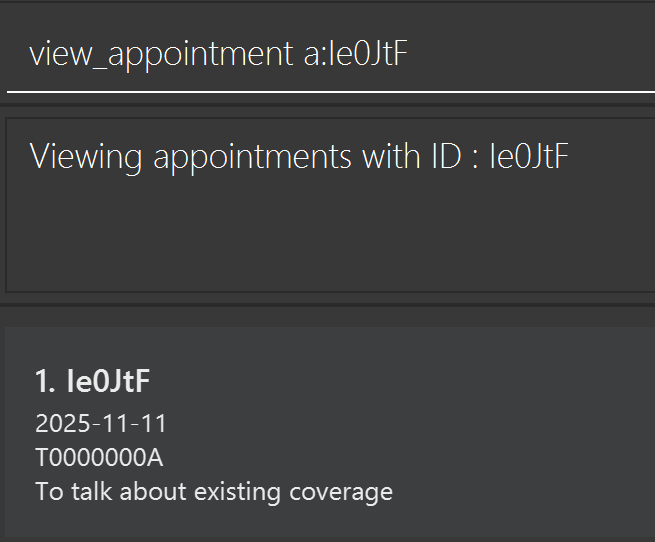 view_appointment a:Ie0JtF
Viewing appointments with ID : Ie0JtF
1. Ie0JtF
2025-11-11
T0000000A
To talk about existing coverage